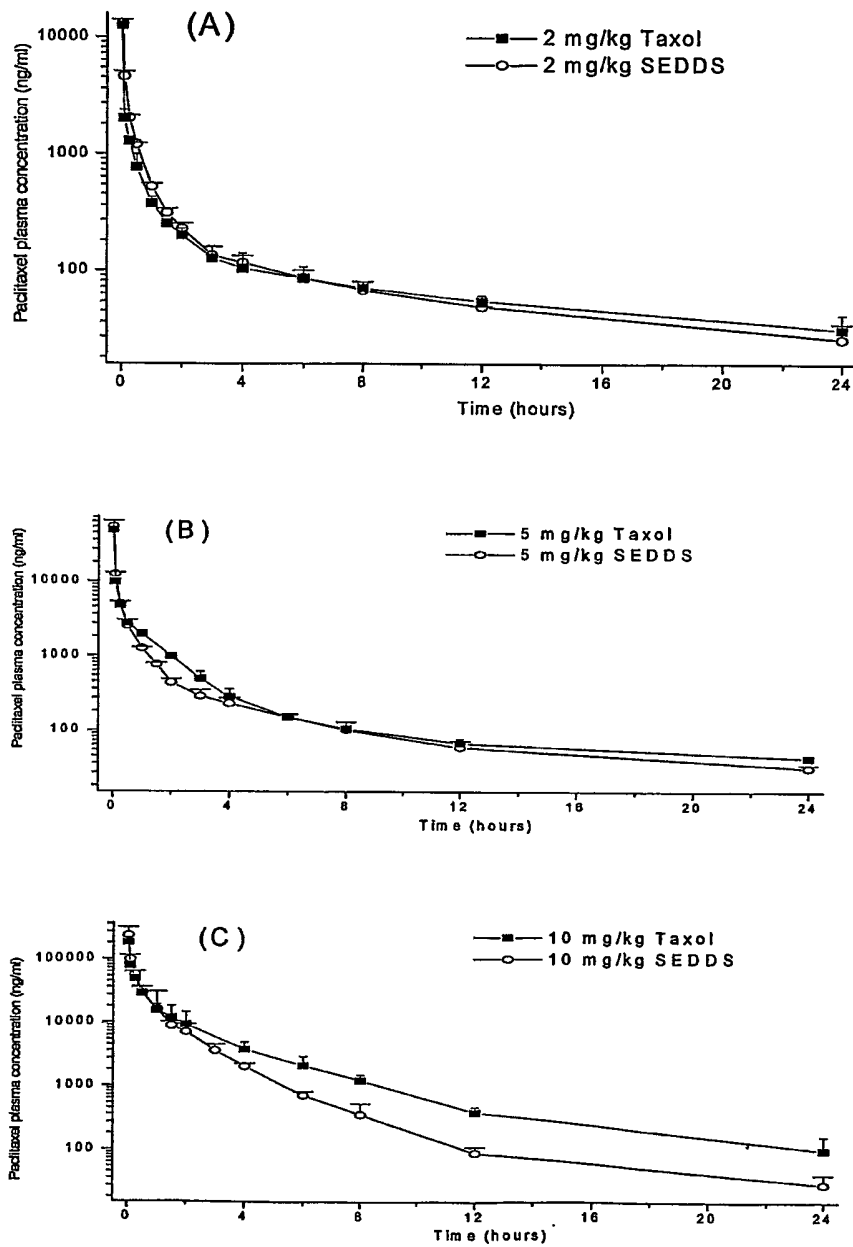 (A)
2 mg/kg Taxol
2 mg/kg SEDDS
Paclitaxel plasma concentration (ng/ml)
10000
1000
100
0 4 8 12 16 20 24
Time (hours)
(B)
5 mg/kg Taxol
5 mg/kg SEDDS
Paclitaxel plasma concentration (ng/ml)
10000
1000
100
0 4 8 12 16 20 24
Time (hours)
(C)
10 mg/kg Taxol
10 mg/kg SEDDS
Paclitaxel plasma concentration (ng/ml)
100000
10000
1000
100
0 4 8 12 16 20 24
Time (hours)